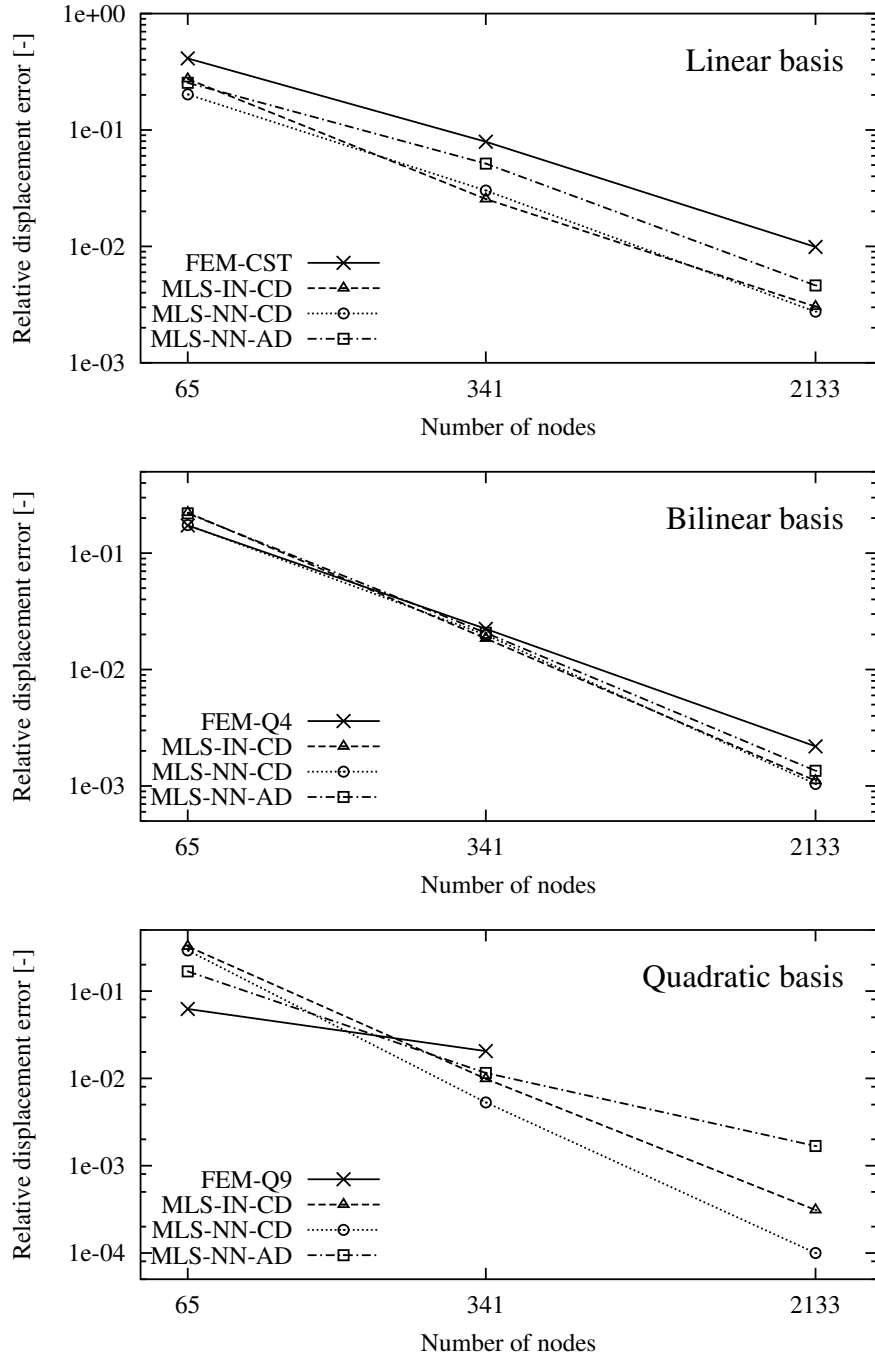 Relative displacement error [-]
1e+00
1e-01
1e-02
1e-03
Linear basis
FEM-CST
MLS-IN-CD
MLS-NN-CD
MLS-NN-AD
65 341 2133
Number of nodes
Relative displacement error [-]
1e-01
1e-02
1e-03
Bilinear basis
FEM-Q4
MLS-IN-CD
MLS-NN-CD
MLS-NN-AD
65 341 2133
Number of nodes
Relative displacement error [-]
1e-01
1e-02
1e-03
1e-04
Quadratic basis
FEM-Q9
MLS-IN-CD
MLS-NN-CD
MLS-NN-AD
65 341 2133
Number of nodes